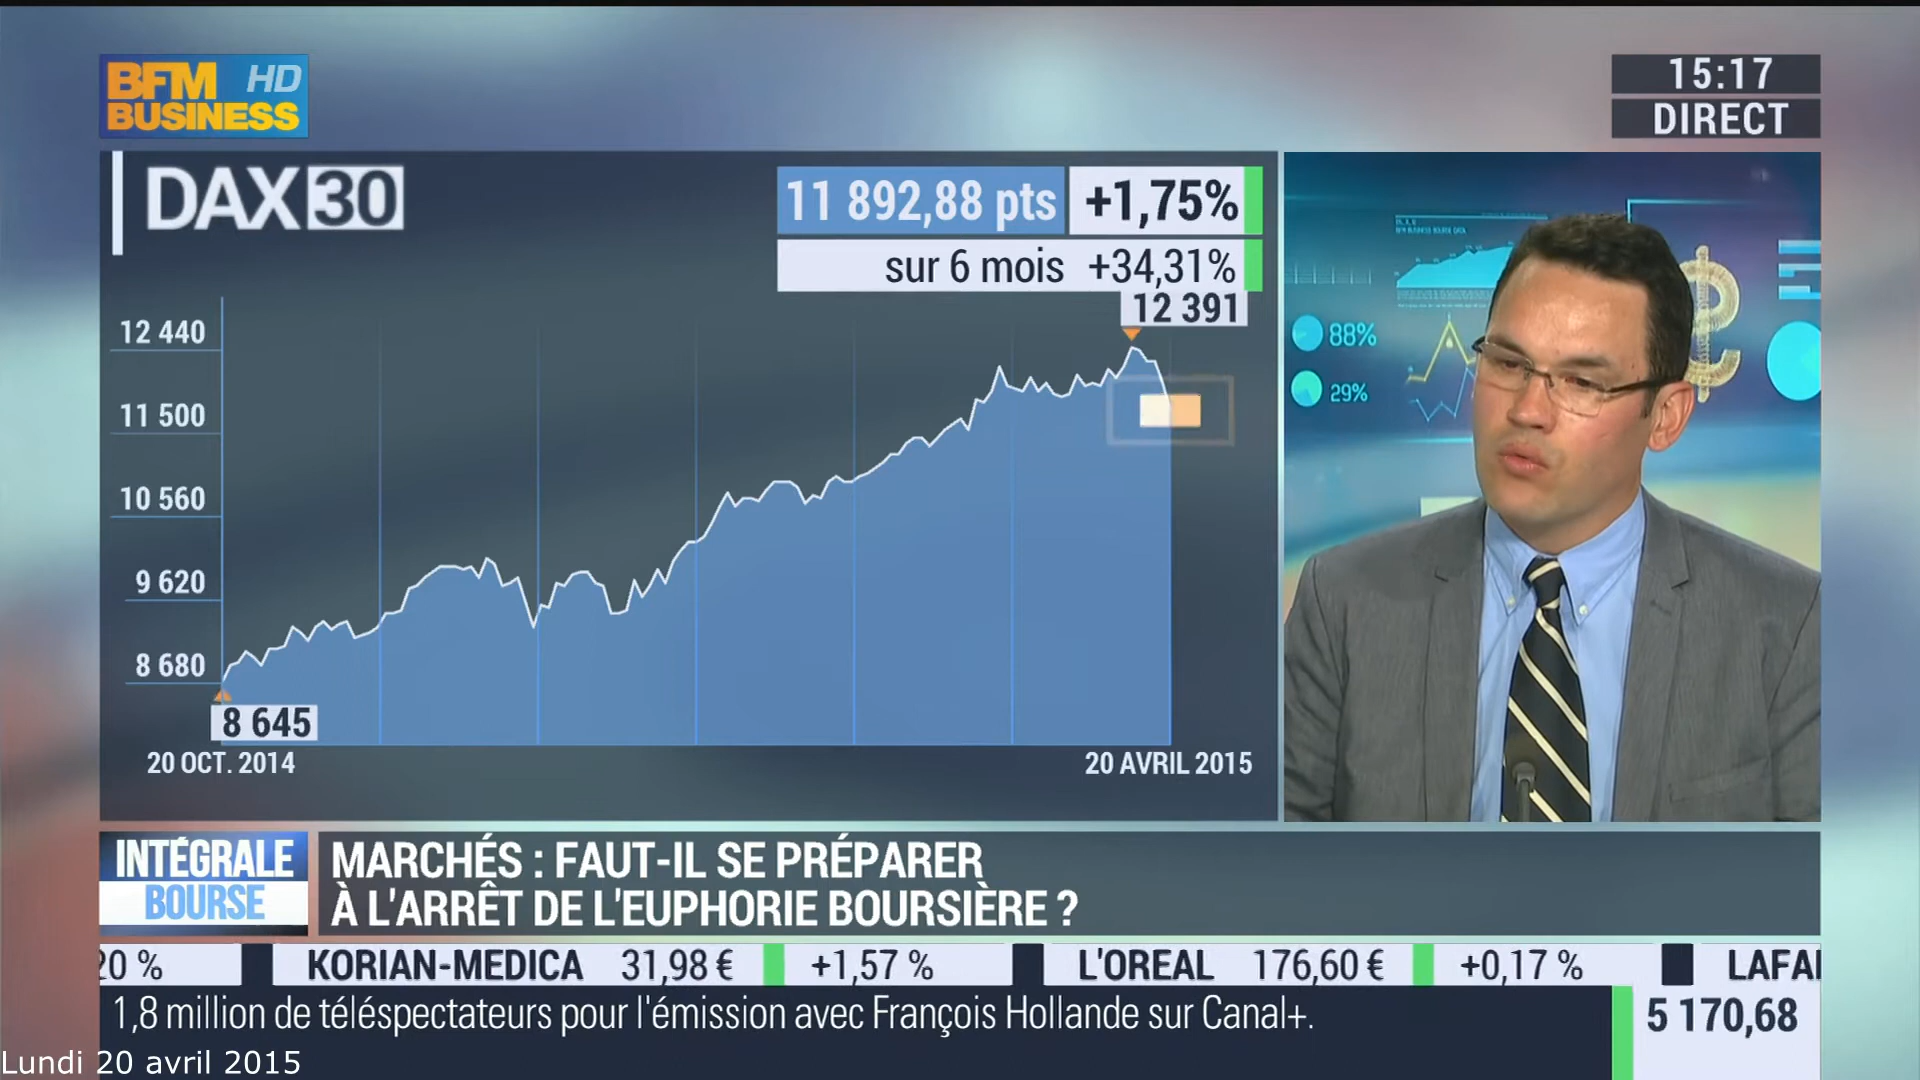 BFM HD
BUSINESS
15:17
DIRECT
DAX30
11 892,88 pts +1,75%
sur 6 mois +34,31%
12 391
12 440
11 500
10 560
9 620
8 680
8 645
20 OCT. 2014
20 AVRIL 2015
88%
29%
INTÉGRALE
BOURSE
MARCHÉS : FAUT-IL SE PRÉPARER
À L'ARRÊT DE L'EUPHORIE BOURSIÈRE ?
20 % KORIAN-MEDICA 31,98 € +1,57 % L'OREAL 176,60 € +0,17 % LAFA
1,8 million de téléspectateurs pour l'émission avec François Hollande sur Canal+.
5 170,68
Lundi 20 avril 2015